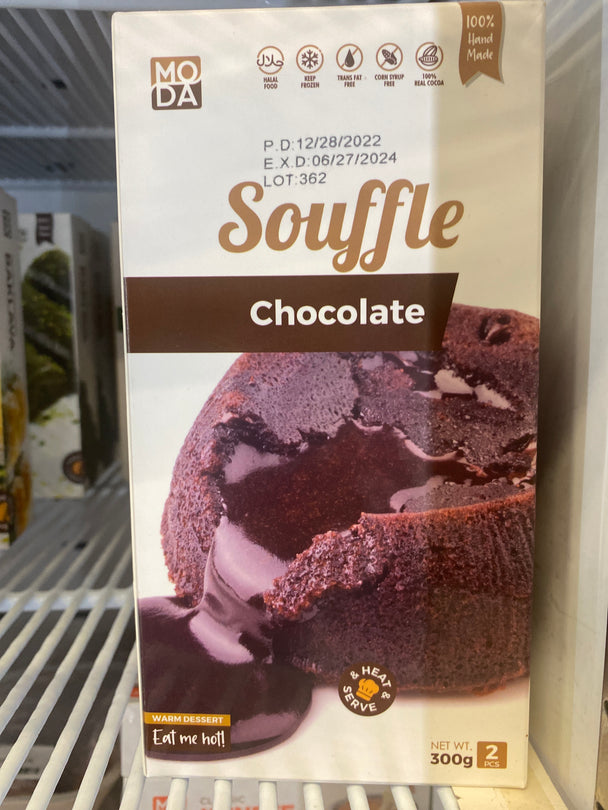 100%
Hand
Made
MO
DA
حلال
HALAL
FOOD
KEEP
FROZEN
TRANS FAT
FREE
CORN SYRUP
FREE
100%
REAL COCOA
P.D:12/28/2022
E.X.D:06/27/2024
LOT:362
Souffle
Chocolate
BAKLAVA
& HEAT &
SERVE
WARM DESSERT
Eat me hot!
NET WT.
300g
2
PCS